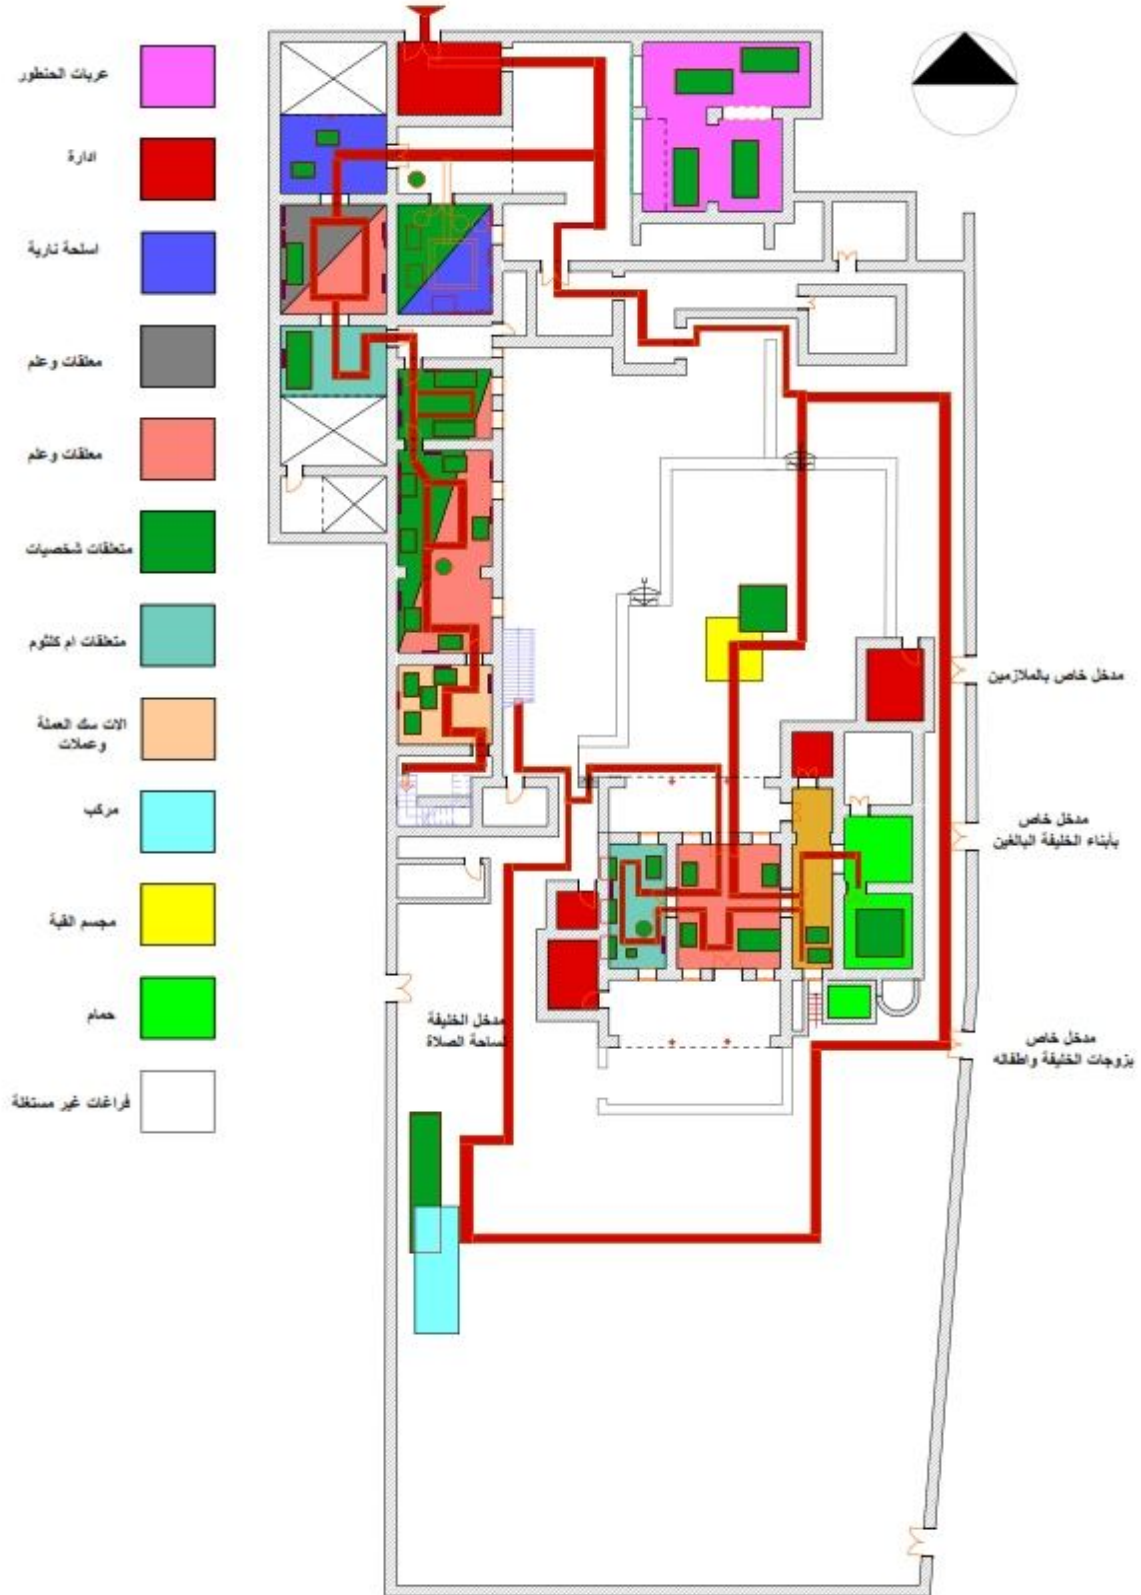 عربات الحنطور
ادارة
اسلحة نارية
معلقات وعلم
معلقات وعلم
متعلقات شخصيات
متعلقات ام كلثوم
الات سك العملة
وعملات
مركب
مجسم القبة
حمام
فراغات غير مستغلة
مدخل خاص بالملازمين
مدخل خاص
بأبناء الخليفة البالغين
مدخل الخليفة
لساحة الصلاة
مدخل خاص
بزوجات الخليفة واطفاله